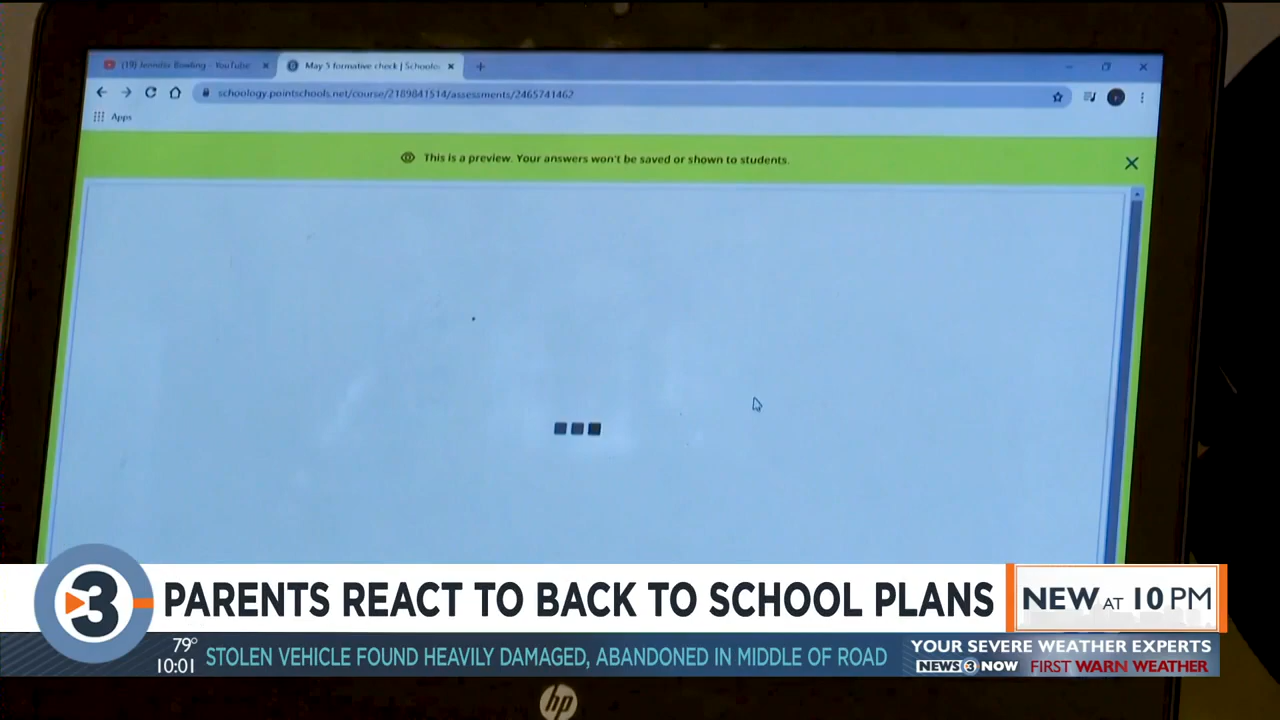 (19) Jennifer Bowling - YouTube
May 5 formative check | Schoolo
schoology.pointschools.net/course/2189841514/assessments/2465741462
Apps
This is a preview. Your answers won't be saved or shown to students.
3
PARENTS REACT TO BACK TO SCHOOL PLANS
NEW AT 10 PM
79°
10:01
STOLEN VEHICLE FOUND HEAVILY DAMAGED, ABANDONED IN MIDDLE OF ROAD
YOUR SEVERE WEATHER EXPERTS
NEWS 3 NOW FIRST WARN WEATHER
hp